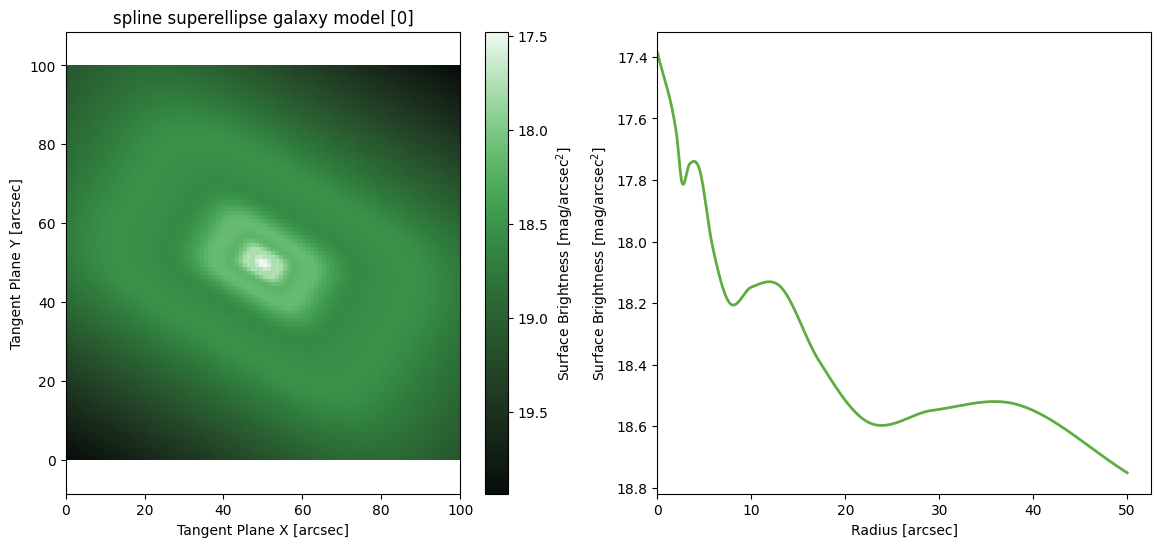 spline superellipse galaxy model [0]
100
80
60
40
20
0
0 20 40 60 80 100
Tangent Plane Y [arcsec]
Tangent Plane X [arcsec]
17.5
18.0
18.5
19.0
19.5
Surface Brightness [mag/arcsec²]
17.4
17.6
17.8
18.0
18.2
18.4
18.6
18.8
0 10 20 30 40 50
Surface Brightness [mag/arcsec²]
Radius [arcsec]